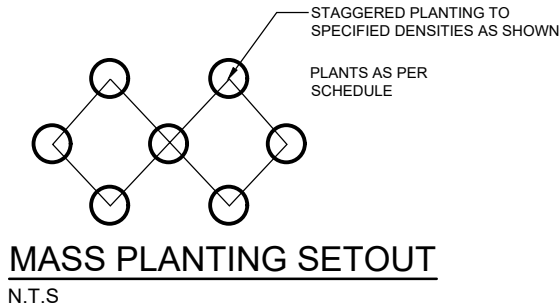 STAGGERED PLANTING TO
SPECIFIED DENSITIES AS SHOWN
PLANTS AS PER
SCHEDULE
MASS PLANTING SETOUT
N.T.S